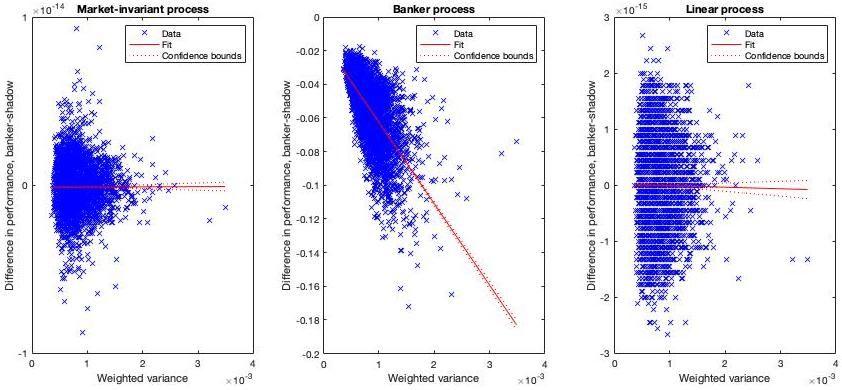 ×10⁻¹⁴
Market-invariant process
Banker process
×10⁻¹⁵
Linear process
1
0
-1
Difference in performance, banker-shadow
Data
Fit
Confidence bounds
0
1
2
3
4
×10⁻³
Weighted variance
0
-0.02
-0.04
-0.06
-0.08
-0.1
-0.12
-0.14
-0.16
-0.18
-0.2
Difference in performance, banker-shadow
Data
Fit
Confidence bounds
0
1
2
3
4
×10⁻³
Weighted variance
3
2
1
0
-1
-2
-3
Difference in performance, banker-shadow
Data
Fit
Confidence bounds
0
1
2
3
4
×10⁻³
Weighted variance